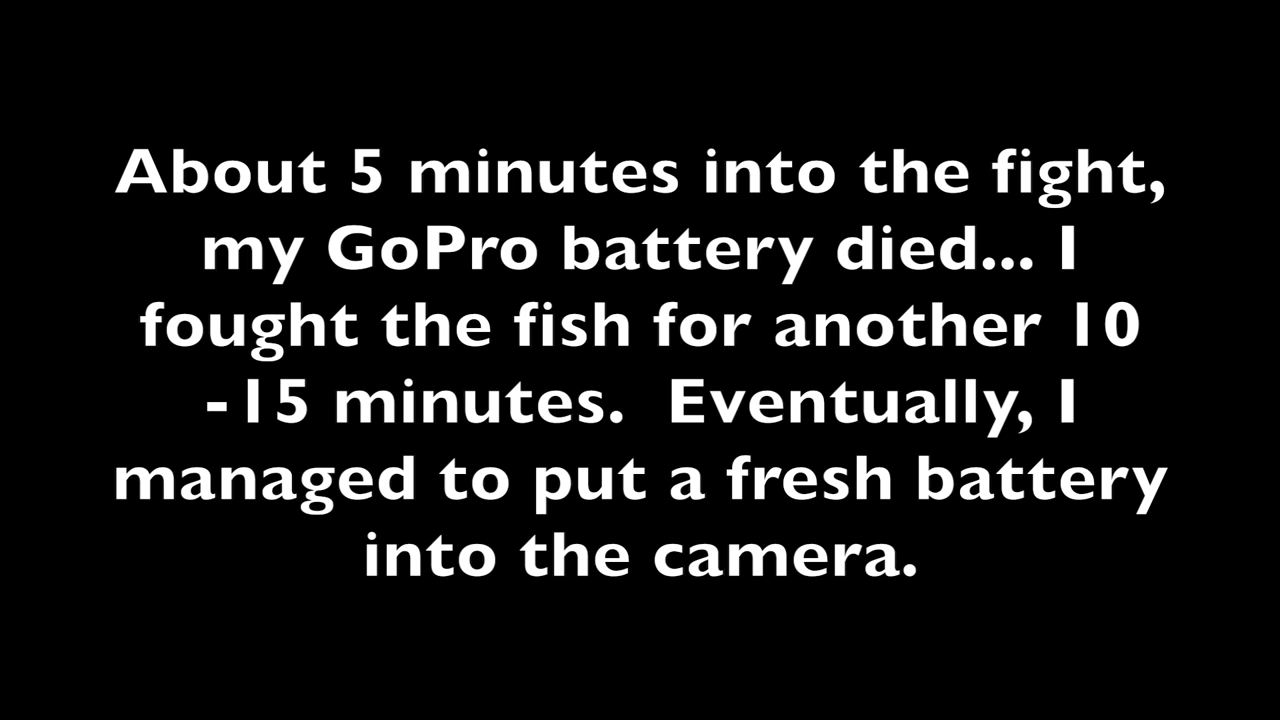 About 5 minutes into the fight,
my GoPro battery died... I
fought the fish for another 10
-15 minutes.  Eventually, I
managed to put a fresh battery
into the camera.